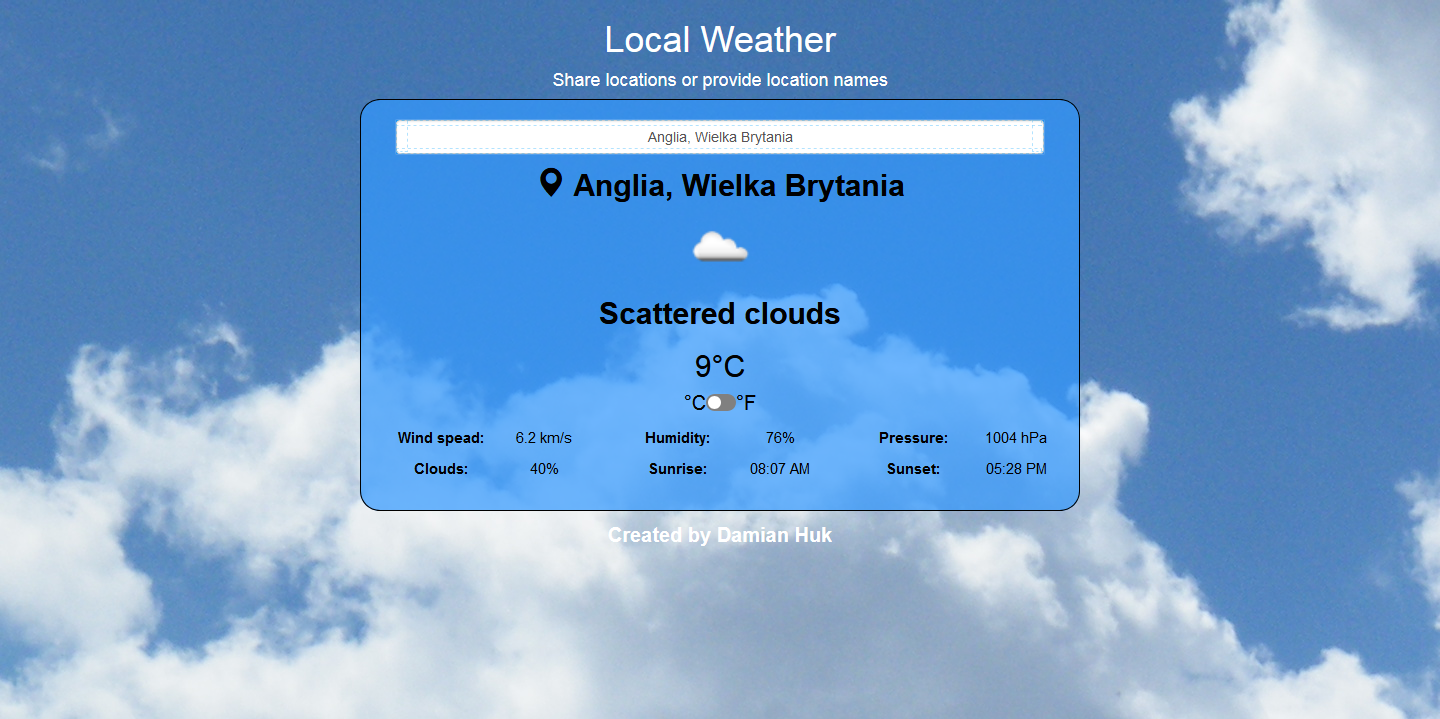 Local Weather
Share locations or provide location names
Anglia, Wielka Brytania
Anglia, Wielka Brytania
Scattered clouds
9°C
°C °F
Wind spead: 6.2 km/s Humidity: 76% Pressure: 1004 hPa
Clouds: 40% Sunrise: 08:07 AM Sunset: 05:28 PM
Created by Damian Huk